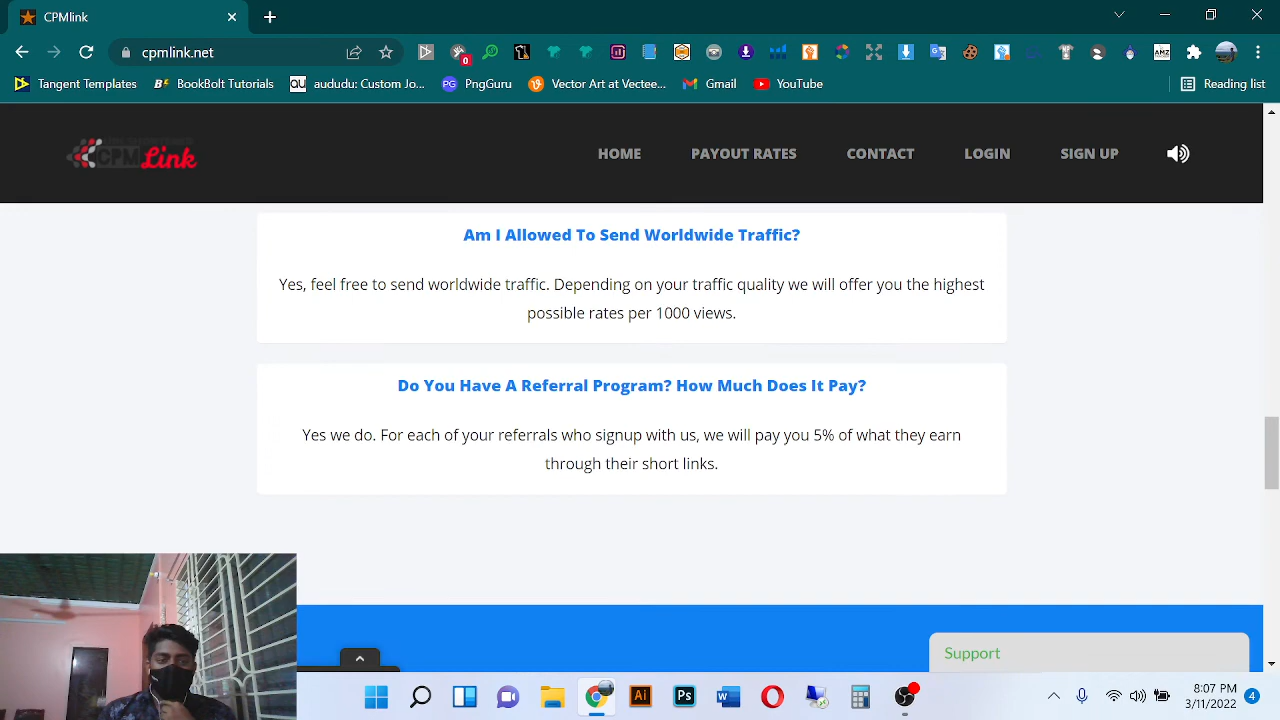 CPMlink
cpmlink.net
0
Tangent Templates
BookBolt Tutorials
aududu: Custom Jo...
PngGuru
Vector Art at Vectee...
Gmail
YouTube
Reading list
CPM Link
HOME
PAYOUT RATES
CONTACT
LOGIN
SIGN UP
Am I Allowed To Send Worldwide Traffic?
Yes, feel free to send worldwide traffic. Depending on your traffic quality we will offer you the highest
possible rates per 1000 views.
Do You Have A Referral Program? How Much Does It Pay?
Yes we do. For each of your referrals who signup with us, we will pay you 5% of what they earn
through their short links.
Support
8:07 PM
3/11/2022
4